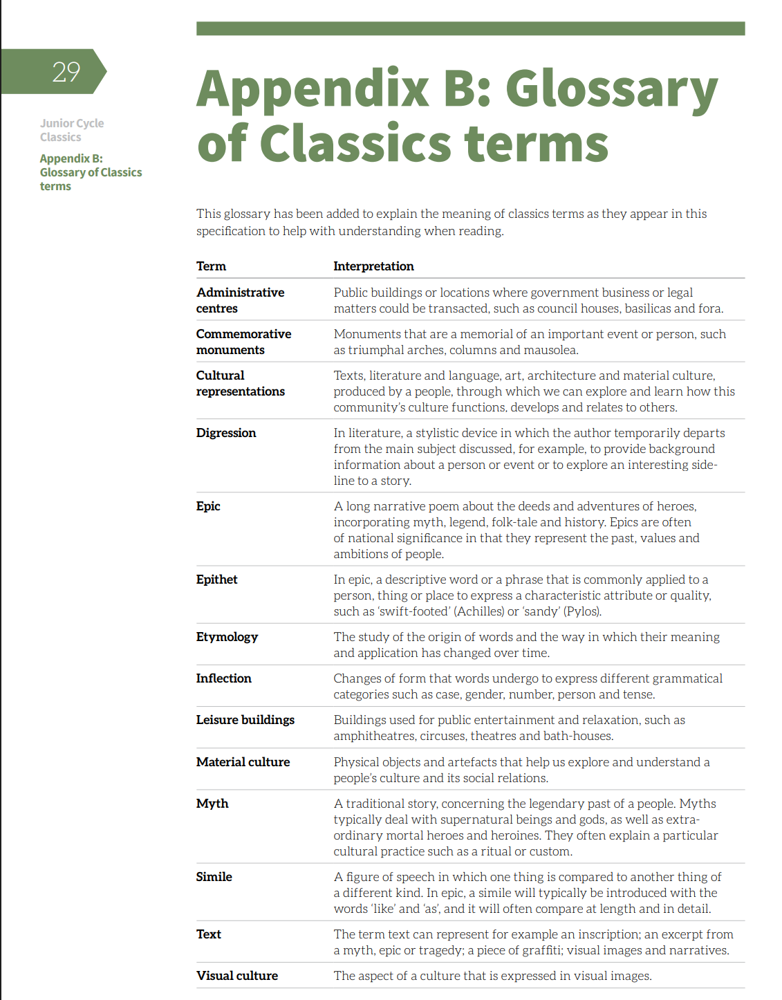 29
Junior Cycle
Classics
Appendix B:
Glossary of Classics
terms
Appendix B: Glossary
of Classics terms
This glossary has been added to explain the meaning of classics terms as they appear in this
specification to help with understanding when reading.
Term Interpretation
Administrative Public buildings or locations where government business or legal
centres matters could be transacted, such as council houses, basilicas and fora.
Commemorative Monuments that are a memorial of an important event or person, such
monuments as triumphal arches, columns and mausolea.
Cultural Texts, literature and language, art, architecture and material culture,
representations produced by a people, through which we can explore and learn how this
community's culture functions, develops and relates to others.
Digression In literature, a stylistic device in which the author temporarily departs
from the main subject discussed, for example, to provide background
information about a person or event or to explore an interesting side-
line to a story.
Epic A long narrative poem about the deeds and adventures of heroes,
incorporating myth, legend, folk-tale and history. Epics are often
of national significance in that they represent the past, values and
ambitions of people.
Epithet In epic, a descriptive word or a phrase that is commonly applied to a
person, thing or place to express a characteristic attribute or quality,
such as 'swift-footed' (Achilles) or 'sandy' (Pylos).
Etymology The study of the origin of words and the way in which their meaning
and application has changed over time.
Inflection Changes of form that words undergo to express different grammatical
categories such as case, gender, number, person and tense.
Leisure buildings Buildings used for public entertainment and relaxation, such as
amphitheatres, circuses, theatres and bath-houses.
Material culture Physical objects and artefacts that help us explore and understand a
people's culture and its social relations.
Myth A traditional story, concerning the legendary past of a people. Myths
typically deal with supernatural beings and gods, as well as extra-
ordinary mortal heroes and heroines. They often explain a particular
cultural practice such as a ritual or custom.
Simile A figure of speech in which one thing is compared to another thing of
a different kind. In epic, a simile will typically be introduced with the
words 'like' and 'as', and it will often compare at length and in detail.
Text The term text can represent for example an inscription; an excerpt from
a myth, epic or tragedy; a piece of graffiti; visual images and narratives.
Visual culture The aspect of a culture that is expressed in visual images.